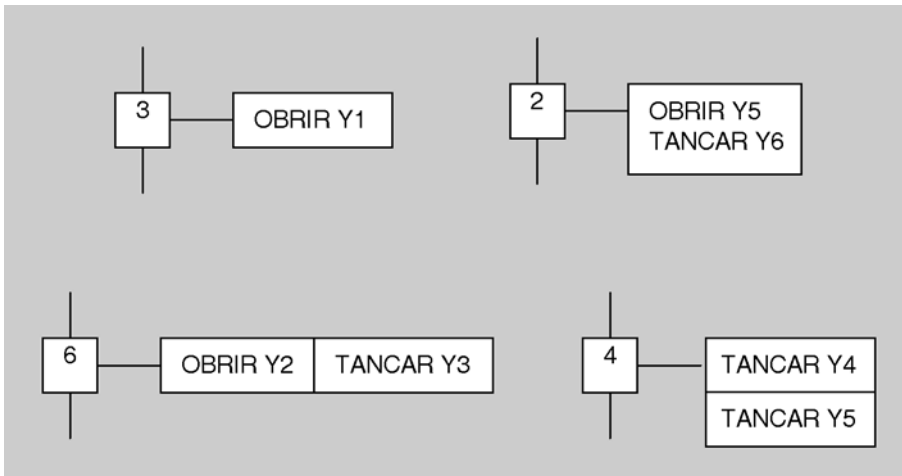 3
OBRIR Y1
2
OBRIR Y5
TANCAR Y6
6
OBRIR Y2
TANCAR Y3
4
TANCAR Y4
TANCAR Y5